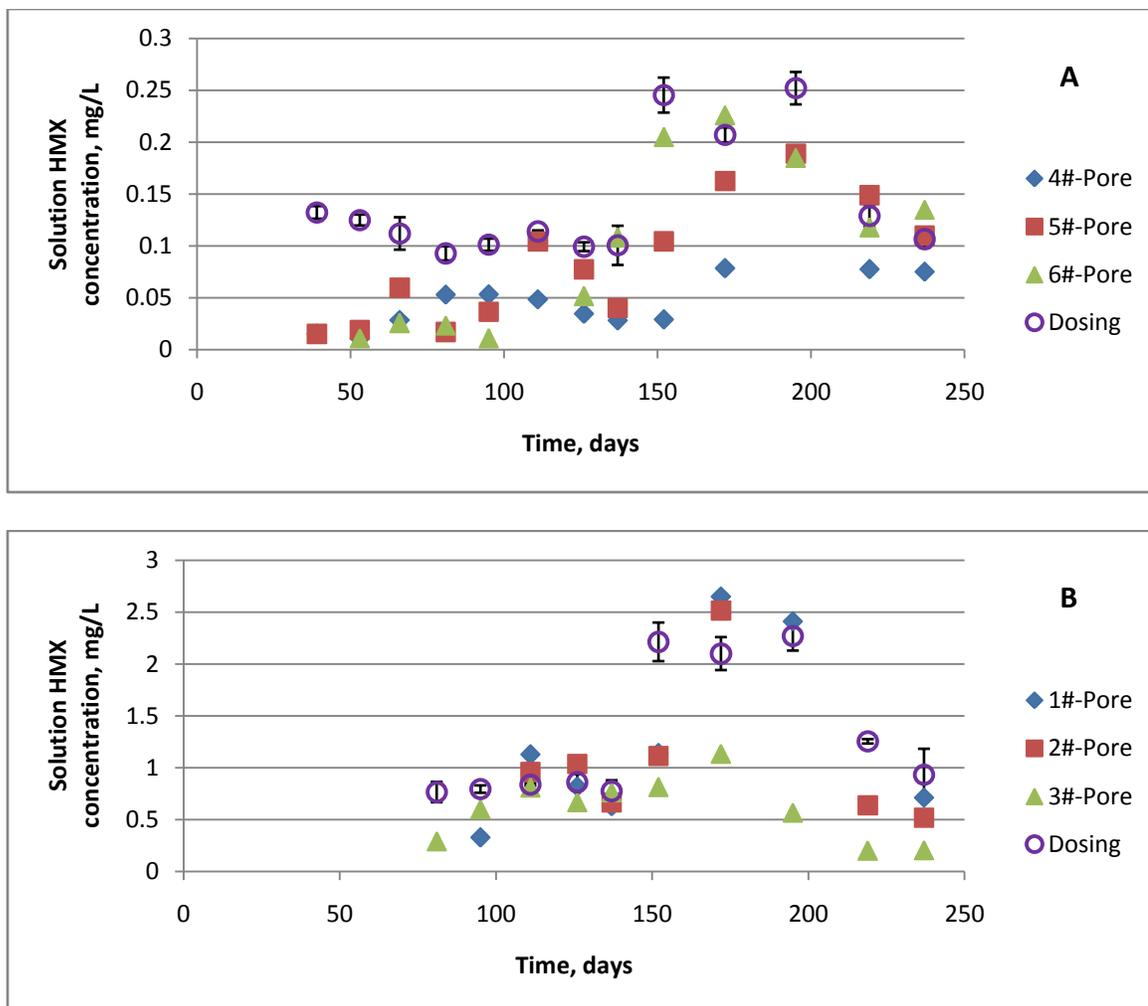 A
Solution HMX
concentration, mg/L
0.3
0.25
0.2
0.15
0.1
0.05
0
0 50 100 150 200 250
Time, days
4#-Pore
5#-Pore
6#-Pore
Dosing
B
Solution HMX
concentration, mg/L
3
2.5
2
1.5
1
0.5
0
0 50 100 150 200 250
Time, days
1#-Pore
2#-Pore
3#-Pore
Dosing